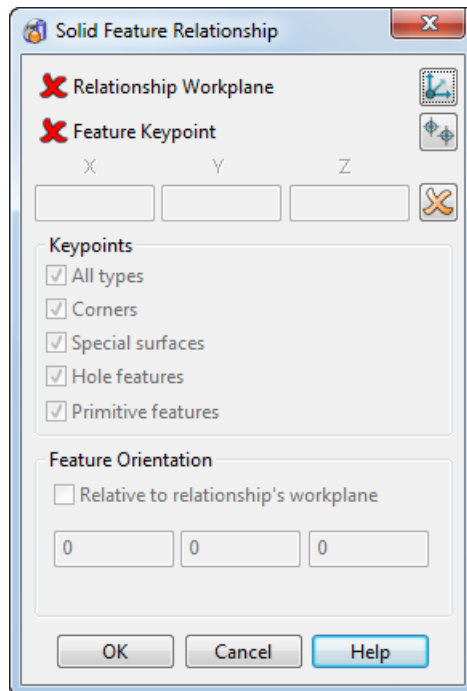 Solid Feature Relationship
Relationship Workplane
Feature Keypoint
X Y Z
Keypoints
All types
Corners
Special surfaces
Hole features
Primitive features
Feature Orientation
Relative to relationship's workplane
0 0 0
OK Cancel Help